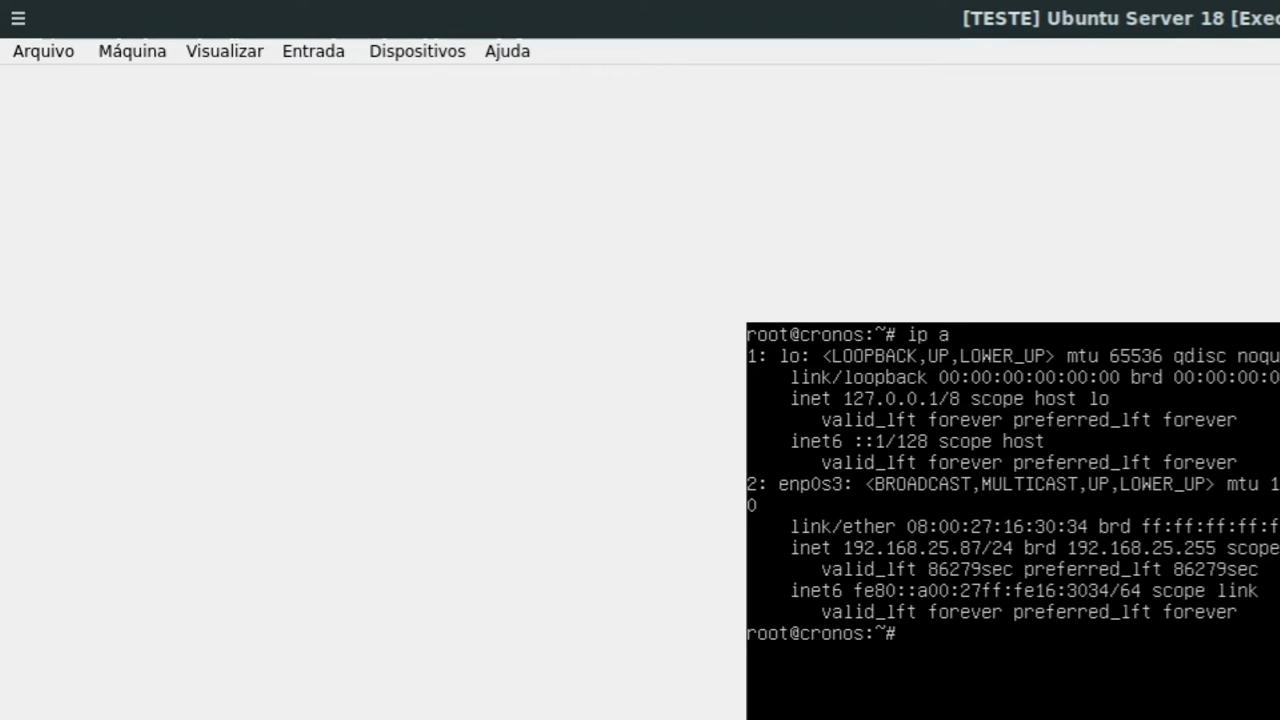 [TESTE] Ubuntu Server 18
Arquivo Máquina Visualizar Entrada Dispositivos Ajuda
root@cronos:~# ip a
1: lo: <LOOPBACK,UP,LOWER_UP> mtu 65536 qdisc noqu
link/loopback 00:00:00:00:00:00 brd 00:00:00:0
inet 127.0.0.1/8 scope host lo
valid_lft forever preferred_lft forever
inet6 ::1/128 scope host
valid_lft forever preferred_lft forever
2: enp0s3: <BROADCAST,MULTICAST,UP,LOWER_UP> mtu 1
0
link/ether 08:00:27:16:30:34 brd ff:ff:ff:ff:f
inet 192.168.25.87/24 brd 192.168.25.255 scope
valid_lft 86279sec preferred_lft 86279sec
inet6 fe80::a00:27ff:fe16:3034/64 scope link
valid_lft forever preferred_lft forever
root@cronos:~#